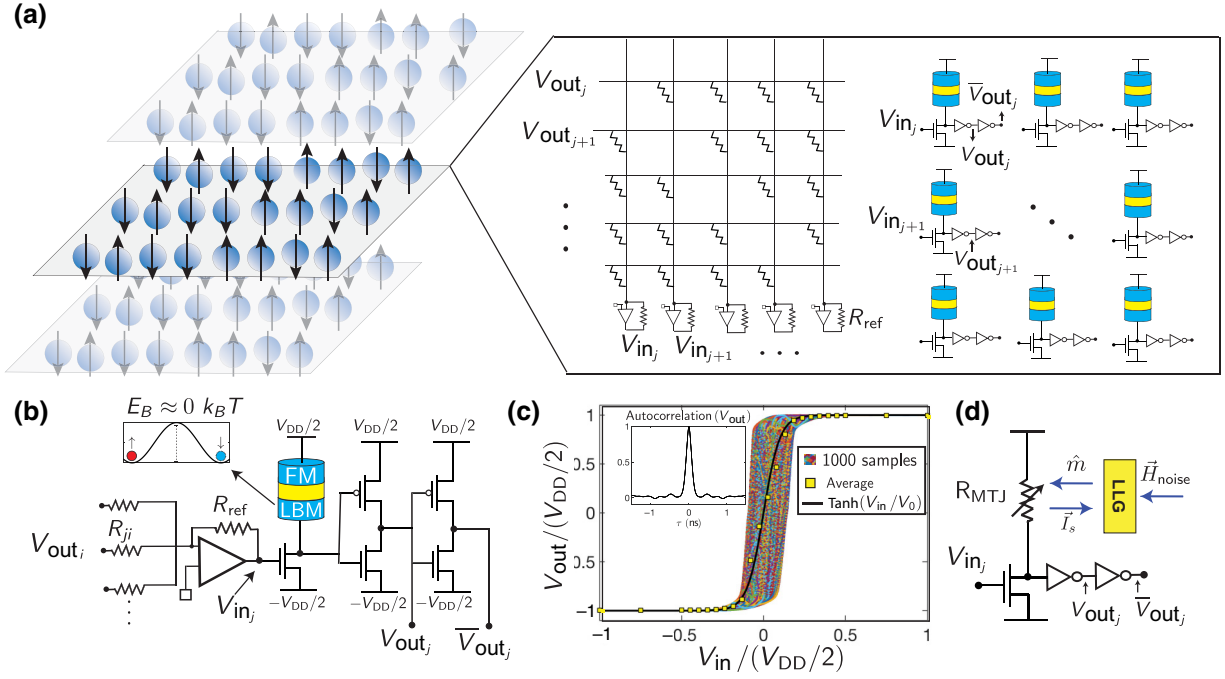 (a)
V_out_j
V_out_{j+1}
V_in_j
V_in_{j+1}
R_ref
V_in_j
V̅_out_j
V_out_j
V_in_{j+1}
V_out_{j+1}
(b)
E_B ≈ 0 k_BT
↑
↓
V_DD/2
V_DD/2
V_DD/2
FM
LBM
R_ref
R_ji
V_out_i
V_in_j
−V_DD/2
−V_DD/2
−V_DD/2
V_out_j
V̅_out_j
(c)
Autocorrelation (V_out)
1
0.5
0
−1
0
1
τ (ns)
1000 samples
Average
Tanh(V_in/V_0)
V_out/(V_DD/2)
1
0.5
0
−0.5
−1
−1
−0.5
0
0.5
1
V_in/(V_DD/2)
(d)
R_MTJ
m̂
I⃗_s
LLG
H⃗_noise
V_in_j
V_out_j
V̅_out_j